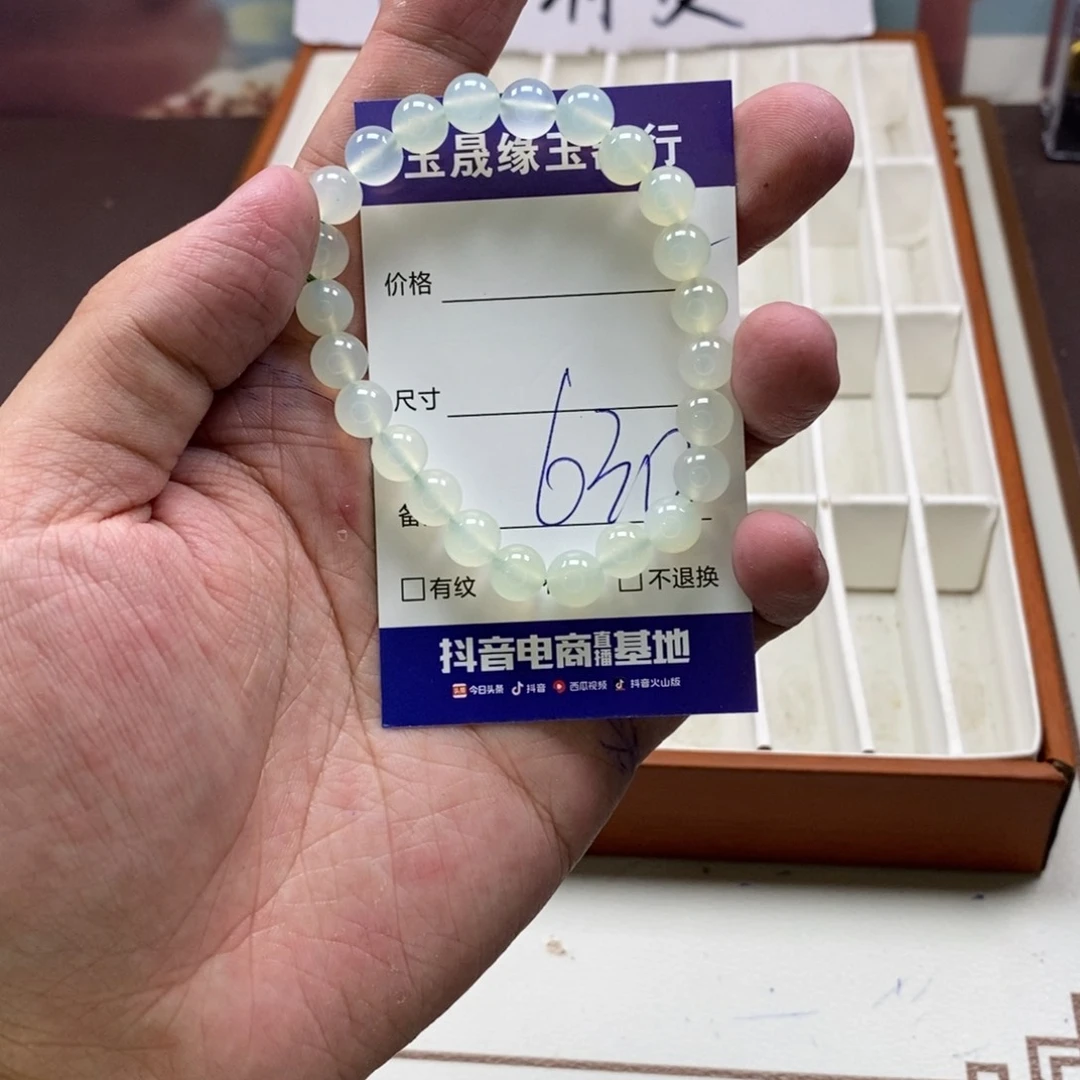 晟缘玉 行
价格
尺寸
63
备
有纹
不退换
抖音电商直播基地
今日头条 抖音 西瓜视频 抖音火山版